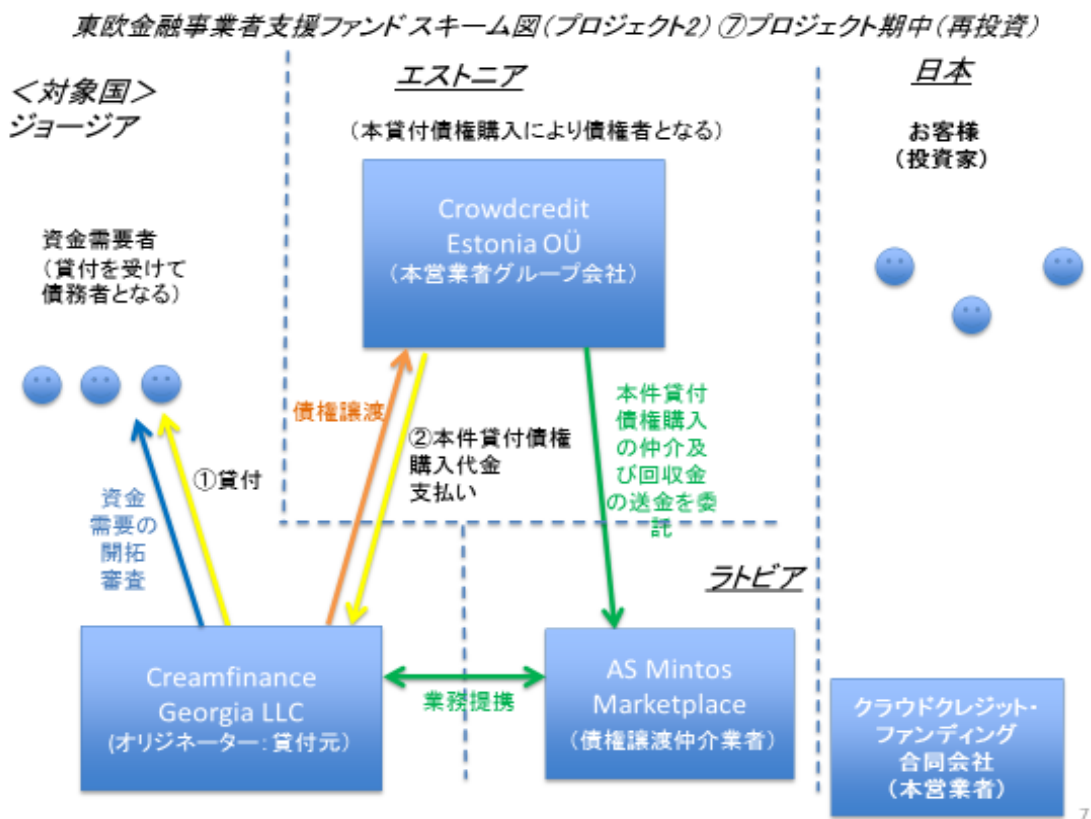 東欧金融事業者支援ファンド スキーム図(プロジェクト2) ⑦プロジェクト期中(再投資)
<対象国>
ジョージア
エストニア
日本
(本貸付債権購入により債権者となる)
お客様
(投資家)
Crowdcredit
Estonia OÜ
(本営業者グループ会社)
資金需要者
(貸付を受けて
債務者となる)
債権譲渡
②本件貸付債権
購入代金
支払い
本件貸付
債権購入
の仲介及
び回収金
の送金を委
託
①貸付
資金
需要の
開拓
審査
ラトビア
Creamfinance
Georgia LLC
(オリジネーター:貸付元)
業務提携
AS Mintos
Marketplace
(債権譲渡仲介業者)
クラウドクレジット・
ファンディング
合同会社
(本営業者)
7